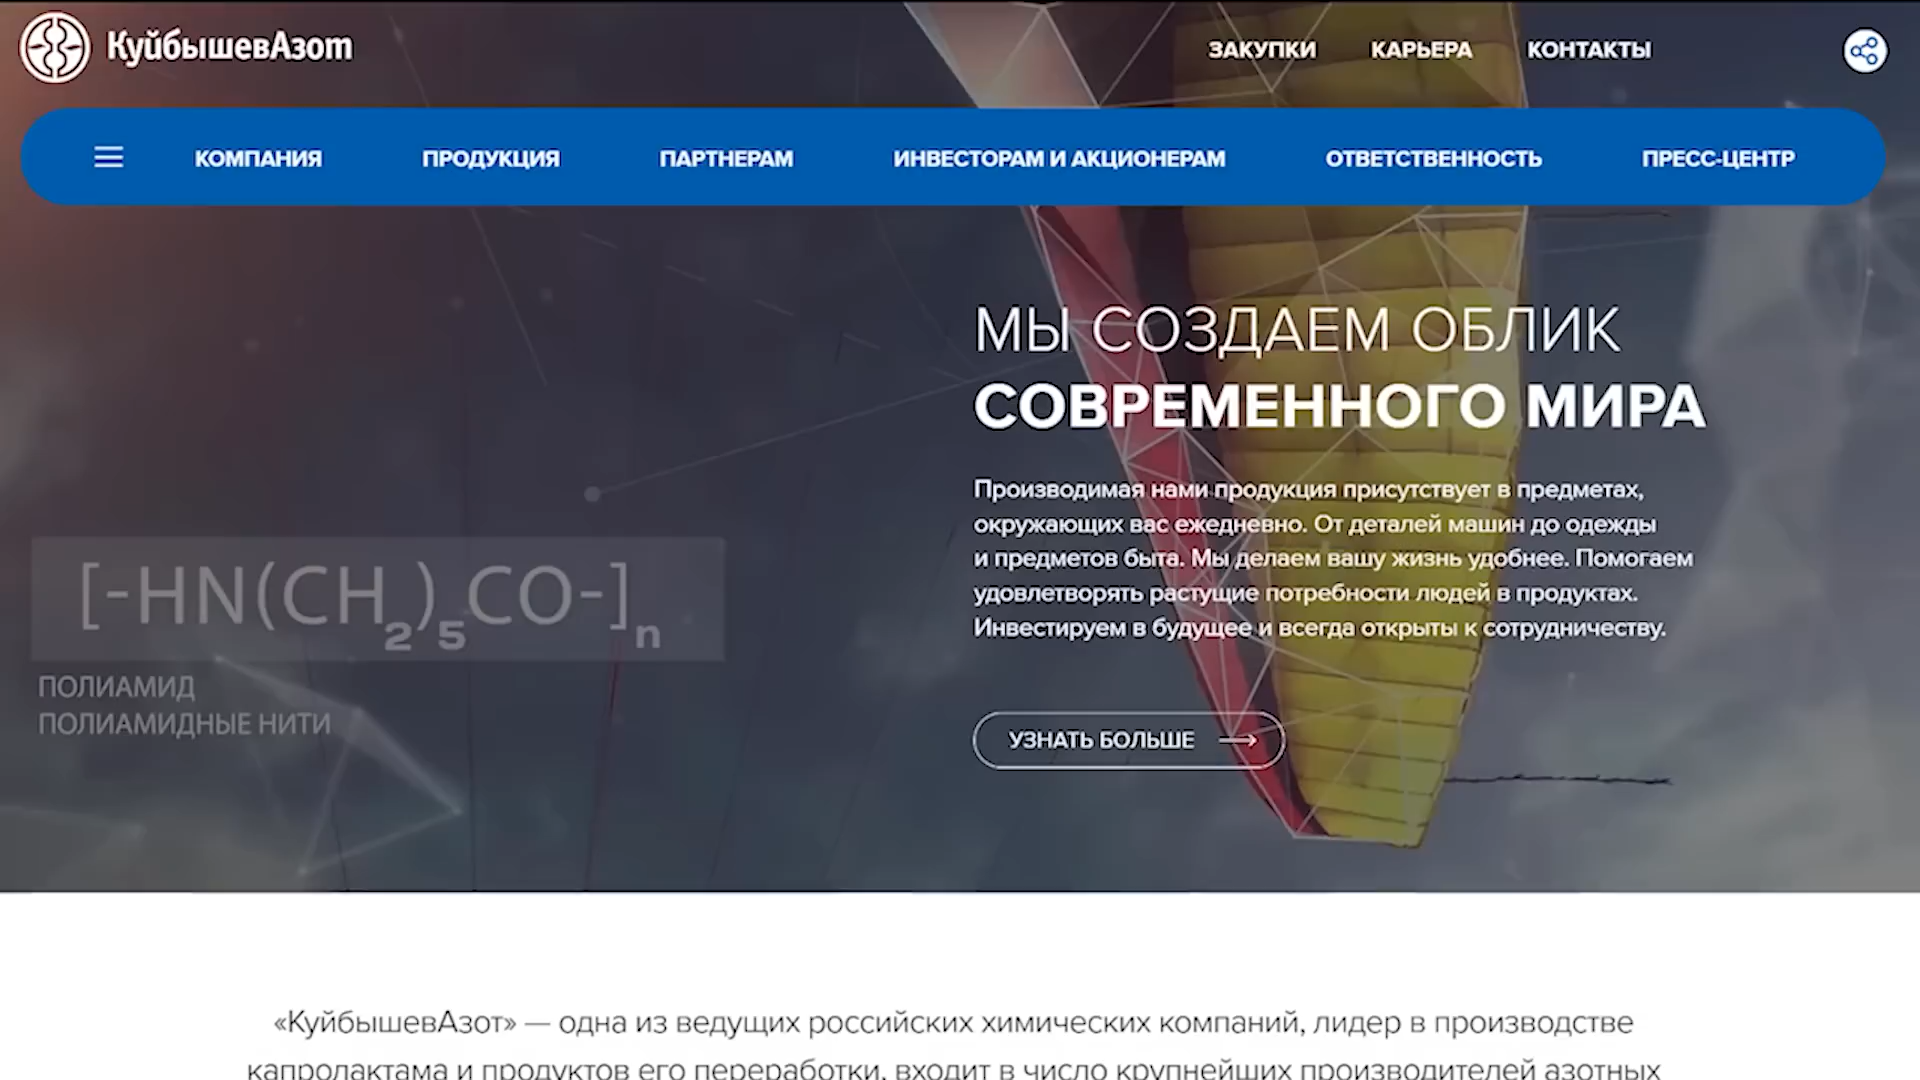 КуйбышевАзот
ЗАКУПКИ КАРЬЕРА КОНТАКТЫ
КОМПАНИЯ ПРОДУКЦИЯ ПАРТНЕРАМ ИНВЕСТОРАМ И АКЦИОНЕРАМ ОТВЕТСТВЕННОСТЬ ПРЕСС-ЦЕНТР
МЫ СОЗДАЕМ ОБЛИК
СОВРЕМЕННОГО МИРА
Производимая нами продукция присутствует в предметах,
окружающих вас ежедневно. От деталей машин до одежды
и предметов быта. Мы делаем вашу жизнь удобнее. Помогаем
удовлетворять растущие потребности людей в продуктах.
Инвестируем в будущее и всегда открыты к сотрудничеству.
УЗНАТЬ БОЛЬШЕ
[-HN(CH2)5CO-]n
ПОЛИАМИД
ПОЛИАМИДНЫЕ НИТИ
«КуйбышевАзот» — одна из ведущих российских химических компаний, лидер в производстве
капролактама и продуктов его переработки, входит в число крупнейших производителей азотных